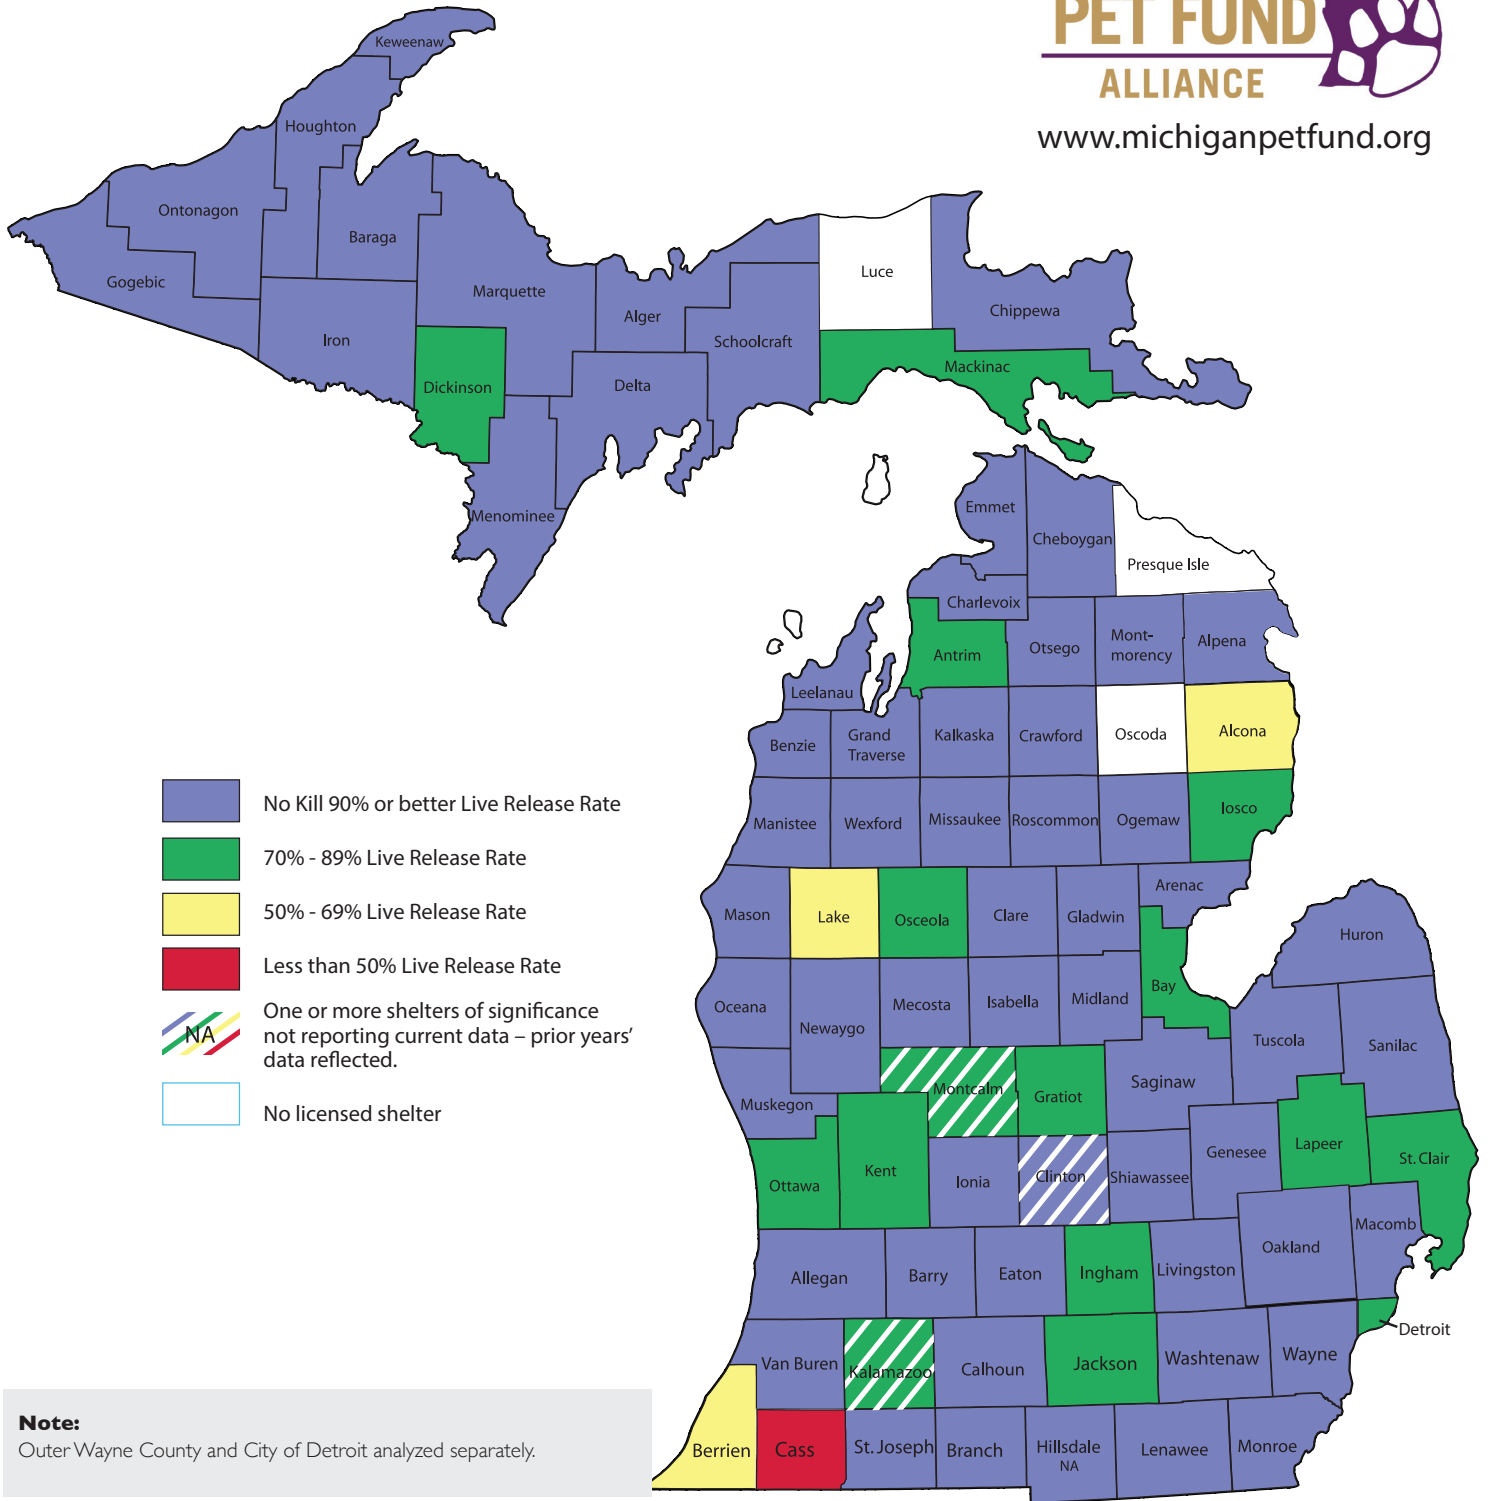 PET FUND
ALLIANCE
www.michiganpetfund.org
Keweenaw
Houghton
Ontonagon
Baraga
Gogebic
Marquette
Iron
Dickinson
Menominee
Alger
Delta
Schoolcraft
Luce
Chippewa
Mackinac
Emmet
Cheboygan
Presque Isle
Charlevoix
Antrim
Otsego
Mont-
morency
Alpena
Leelanau
Benzie
Grand
Traverse
Kalkaska
Crawford
Oscoda
Alcona
Manistee
Wexford
Missaukee
Roscommon
Ogemaw
Iosco
Mason
Lake
Osceola
Clare
Gladwin
Arenac
Huron
Oceana
Newaygo
Mecosta
Isabella
Midland
Bay
Tuscola
Sanilac
Muskegon
Montcalm
Gratiot
Saginaw
Ottawa
Kent
Ionia
Clinton
Shiawassee
Genesee
Lapeer
St. Clair
Allegan
Barry
Eaton
Ingham
Livingston
Oakland
Macomb
Van Buren
Kalamazoo
Calhoun
Jackson
Washtenaw
Wayne
Detroit
Berrien
Cass
St. Joseph
Branch
Hillsdale
NA
Lenawee
Monroe
No Kill 90% or better Live Release Rate
70% - 89% Live Release Rate
50% - 69% Live Release Rate
Less than 50% Live Release Rate
NA
One or more shelters of significance
not reporting current data – prior years’
data reflected.
No licensed shelter
Note:
Outer Wayne County and City of Detroit analyzed separately.